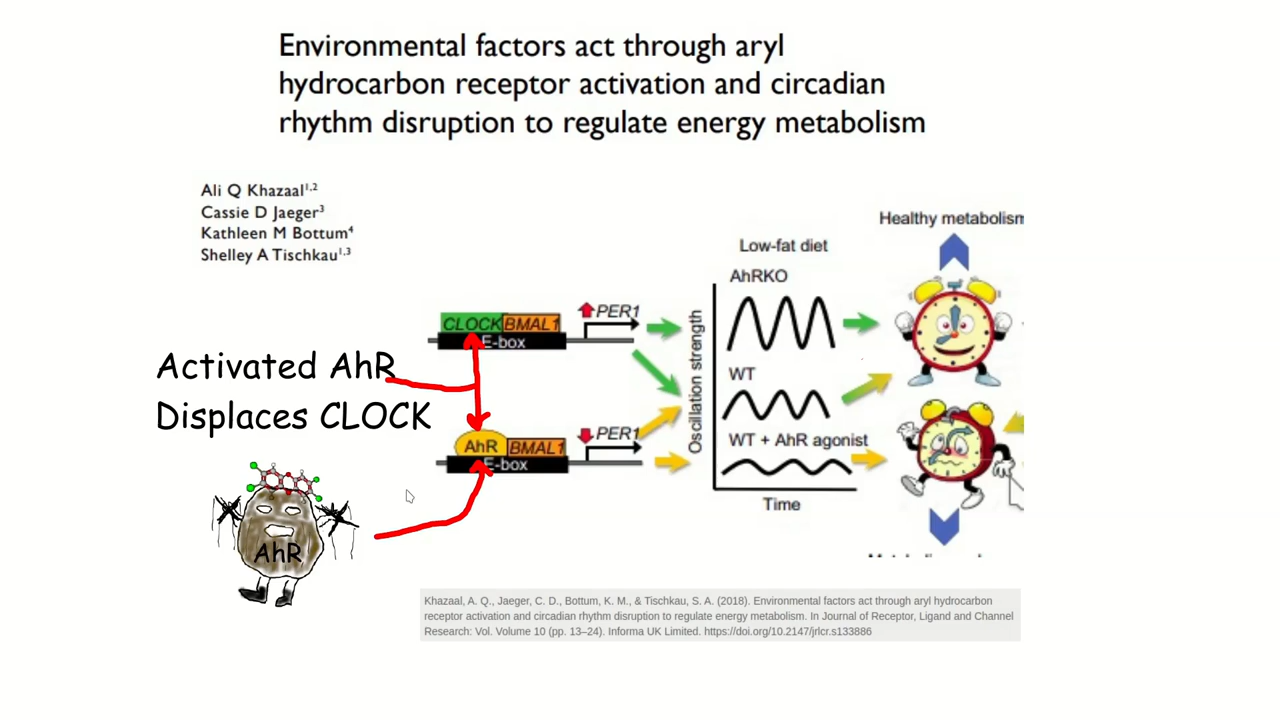 Environmental factors act through aryl
hydrocarbon receptor activation and circadian
rhythm disruption to regulate energy metabolism
Ali Q Khazaal1,2
Cassie D Jaeger3
Kathleen M Bottum4
Shelley A Tischkau1,3
Healthy metabolism
Low-fat diet
AhRKO
CLOCK BMAL1
PER1
E-box
Oscillation strength
WT
Activated AhR
Displaces CLOCK
AhR BMAL1
PER1
E-box
WT + AhR agonist
Time
AhR
Khazaal, A. Q., Jaeger, C. D., Bottum, K. M., & Tischkau, S. A. (2018). Environmental factors act through aryl hydrocarbon
receptor activation and circadian rhythm disruption to regulate energy metabolism. In Journal of Receptor, Ligand and Channel
Research: Vol. Volume 10 (pp. 13–24). Informa UK Limited. https://doi.org/10.2147/jrlcr.s133886